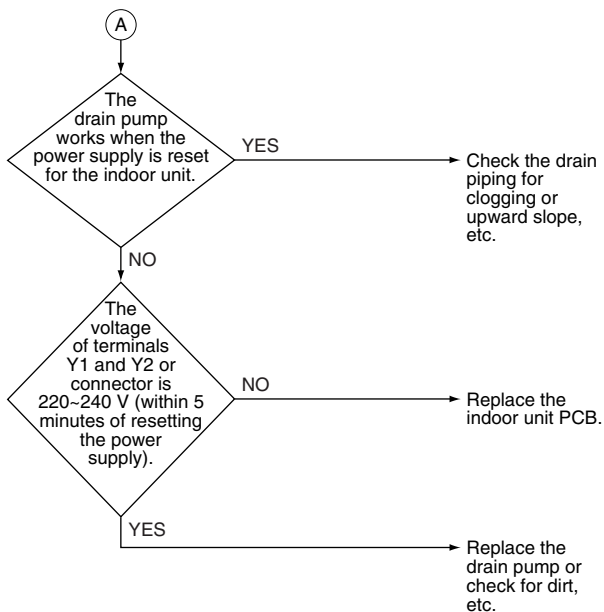 A
The
drain pump
works when the
power supply is reset
for the indoor unit.
YES
Check the drain
piping for
clogging or
upward slope,
etc.
NO
The
voltage
of terminals
Y1 and Y2 or
connector is
220~240 V (within 5
minutes of resetting
the power
supply).
NO
Replace the
indoor unit PCB.
YES
Replace the
drain pump or
check for dirt,
etc.